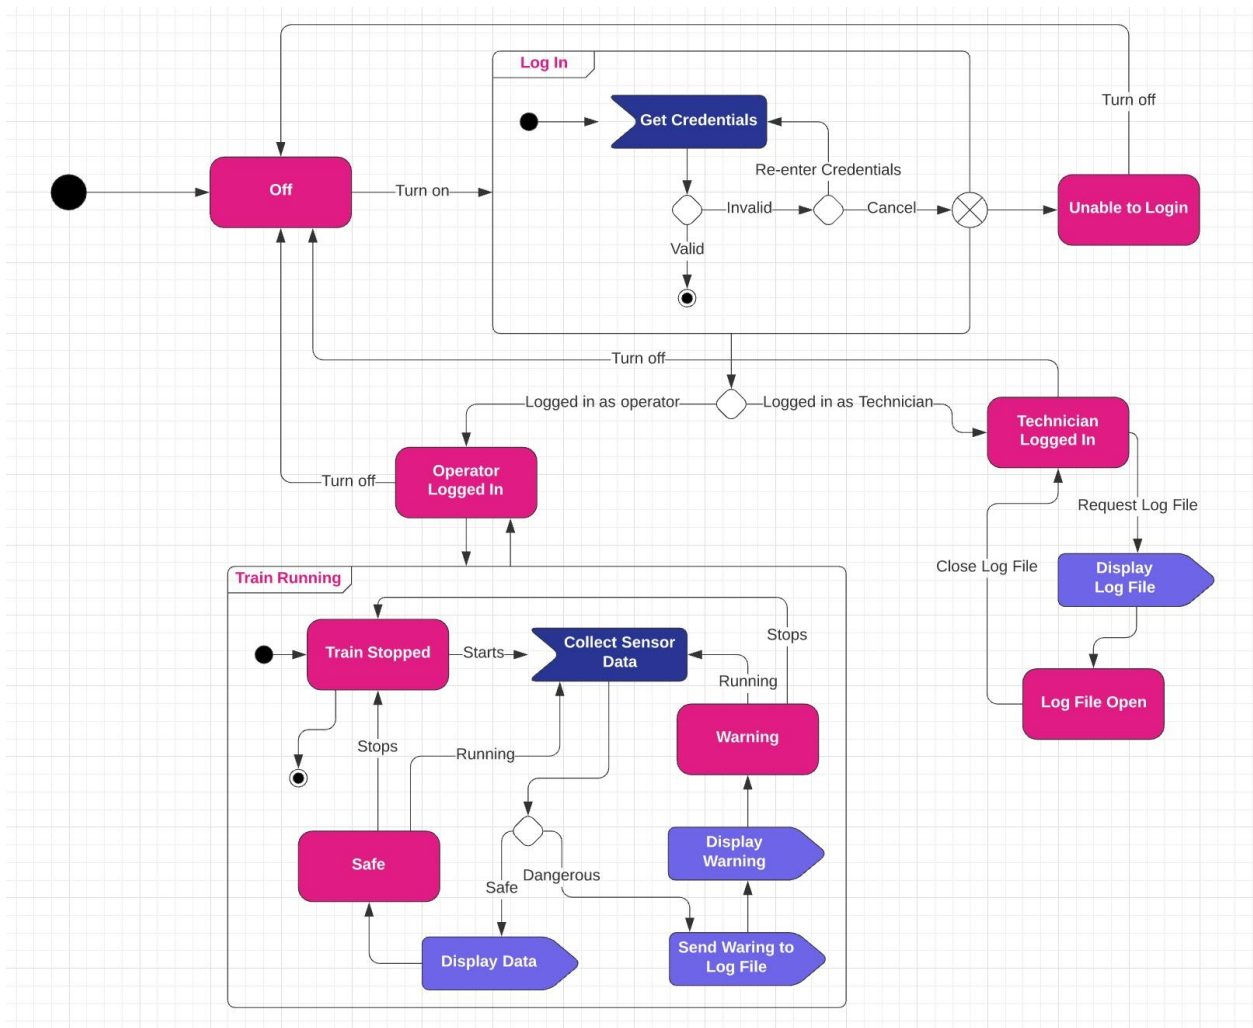 Log In
Turn off
Get Credentials
Re-enter Credentials
Off
Turn on
Invalid
Cancel
Unable to Login
Valid
Turn off
Logged in as operator
Logged in as Technician
Technician
Logged In
Operator
Logged In
Turn off
Request Log File
Close Log File
Display
Log File
Train Running
Stops
Train Stopped
Starts
Collect Sensor
Data
Running
Log File Open
Warning
Stops
Running
Display
Warning
Safe
Dangerous
Safe
Send Waring to
Log File
Display Data